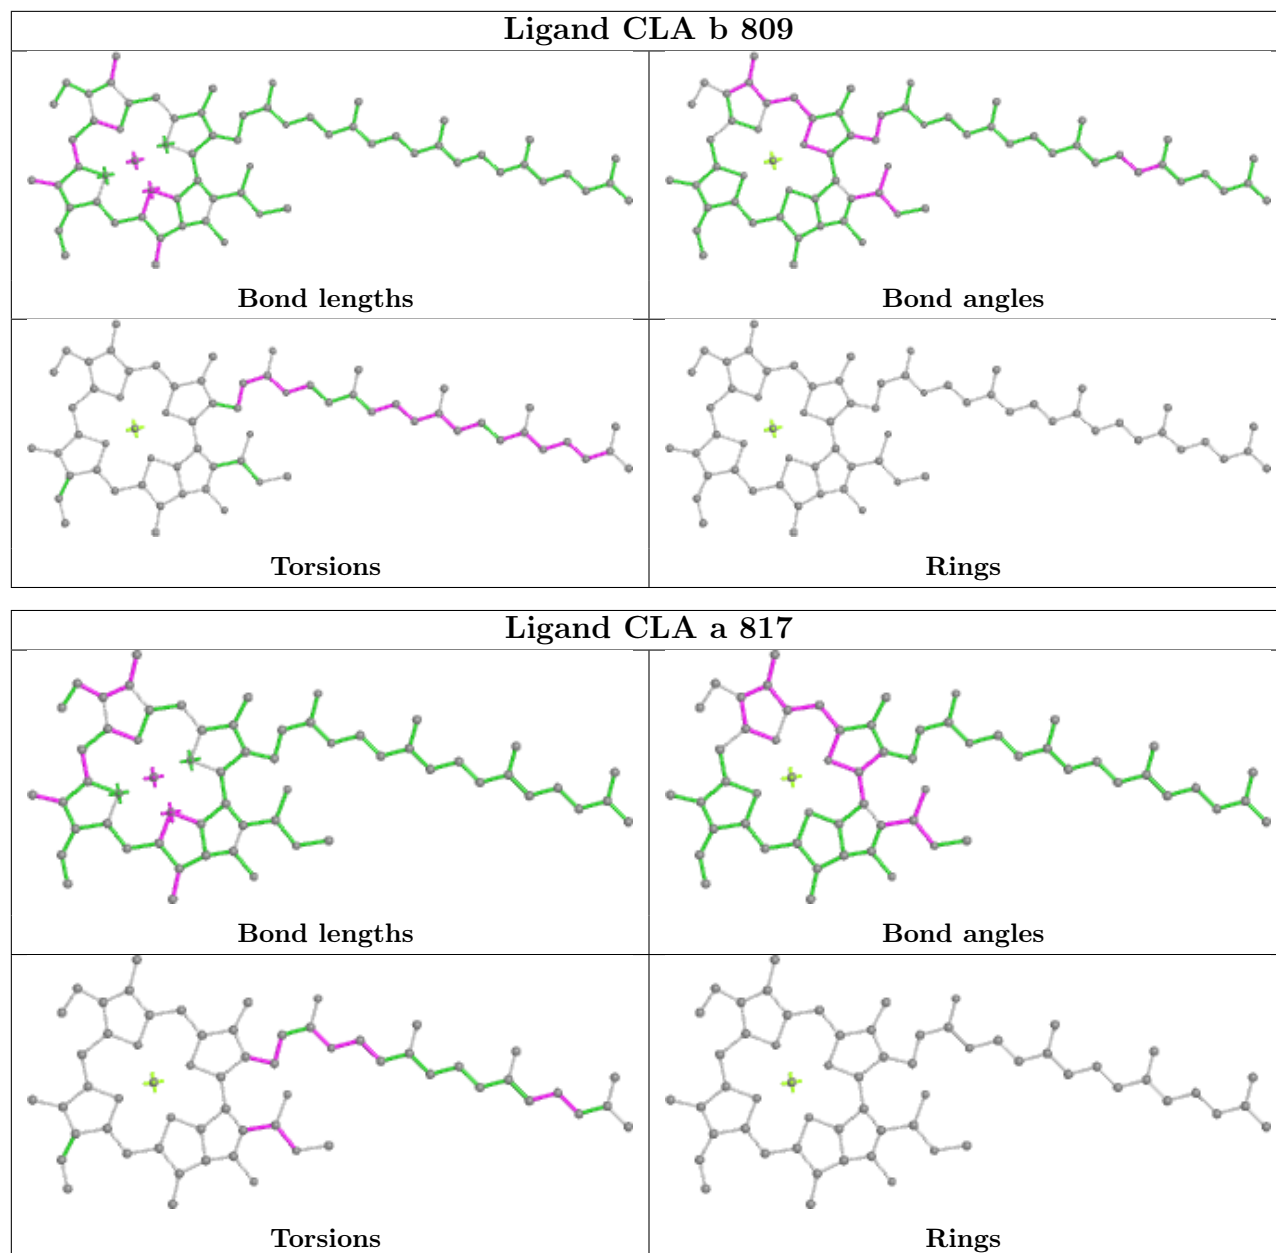 Ligand CLA b 809
Bond lengths
Bond angles
Torsions
Rings
Ligand CLA a 817
Bond lengths
Bond angles
Torsions
Rings